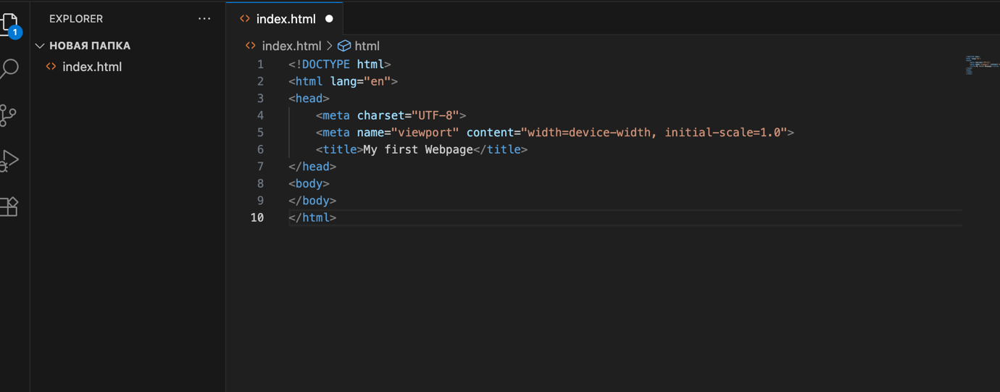 EXPLORER
index.html
НОВАЯ ПАПКА
index.html
index.html > html
1 <!DOCTYPE html>
2 <html lang="en">
3 <head>
4     <meta charset="UTF-8">
5     <meta name="viewport" content="width=device-width, initial-scale=1.0">
6     <title>My first Webpage</title>
7 </head>
8 <body>
9 </body>
10 </html>
1